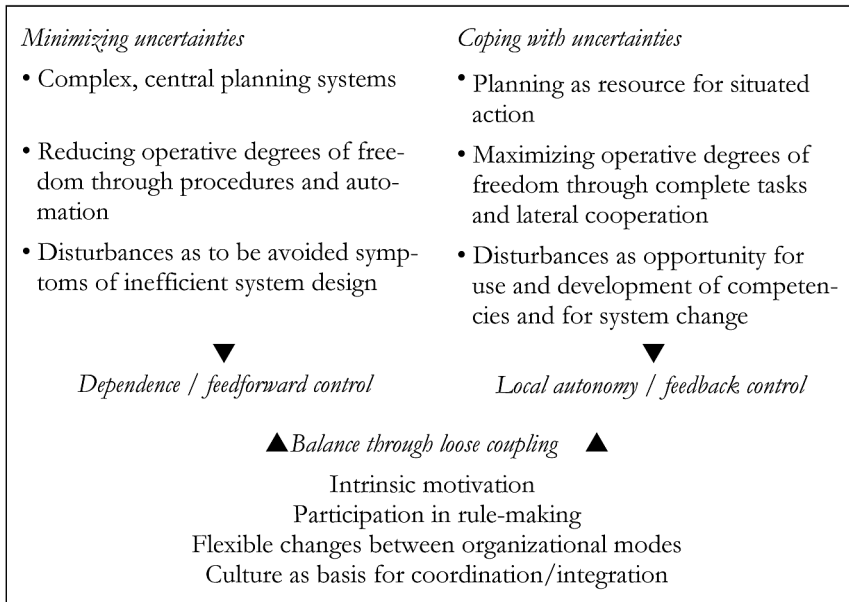 Minimizing uncertainties
• Complex, central planning systems
• Reducing operative degrees of free-
dom through procedures and auto-
mation
• Disturbances as to be avoided symp-
toms of inefficient system design
Dependence / feedforward control
Coping with uncertainties
• Planning as resource for situated
action
• Maximizing operative degrees of
freedom through complete tasks
and lateral cooperation
• Disturbances as opportunity for
use and development of competen-
cies and for system change
Local autonomy / feedback control
Balance through loose coupling
Intrinsic motivation
Participation in rule-making
Flexible changes between organizational modes
Culture as basis for coordination/integration